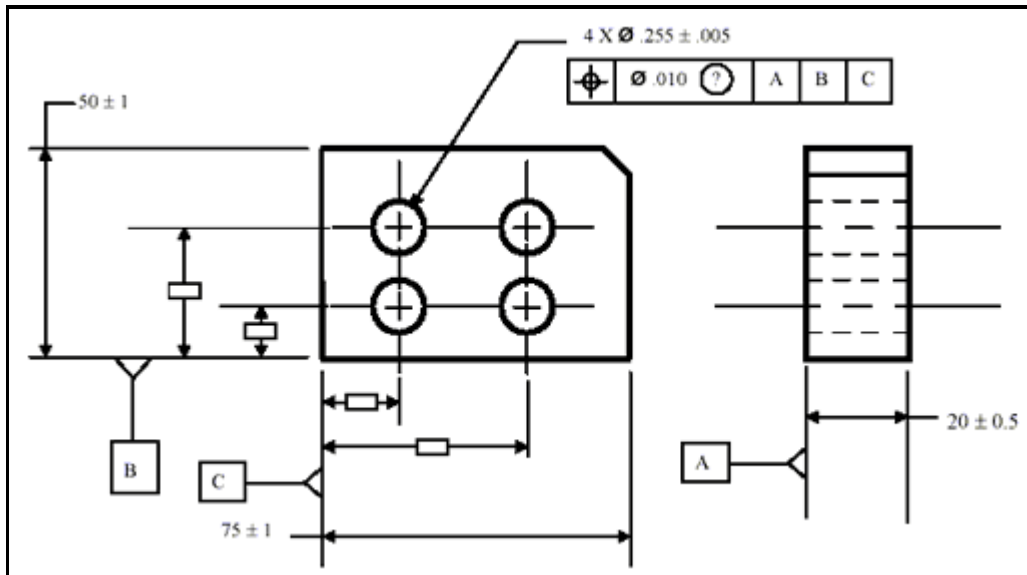 4 X Ø .255 ± .005
⌖ Ø .010 ? A B C
50 ± 1
20 ± 0.5
B
C
A
75 ± 1